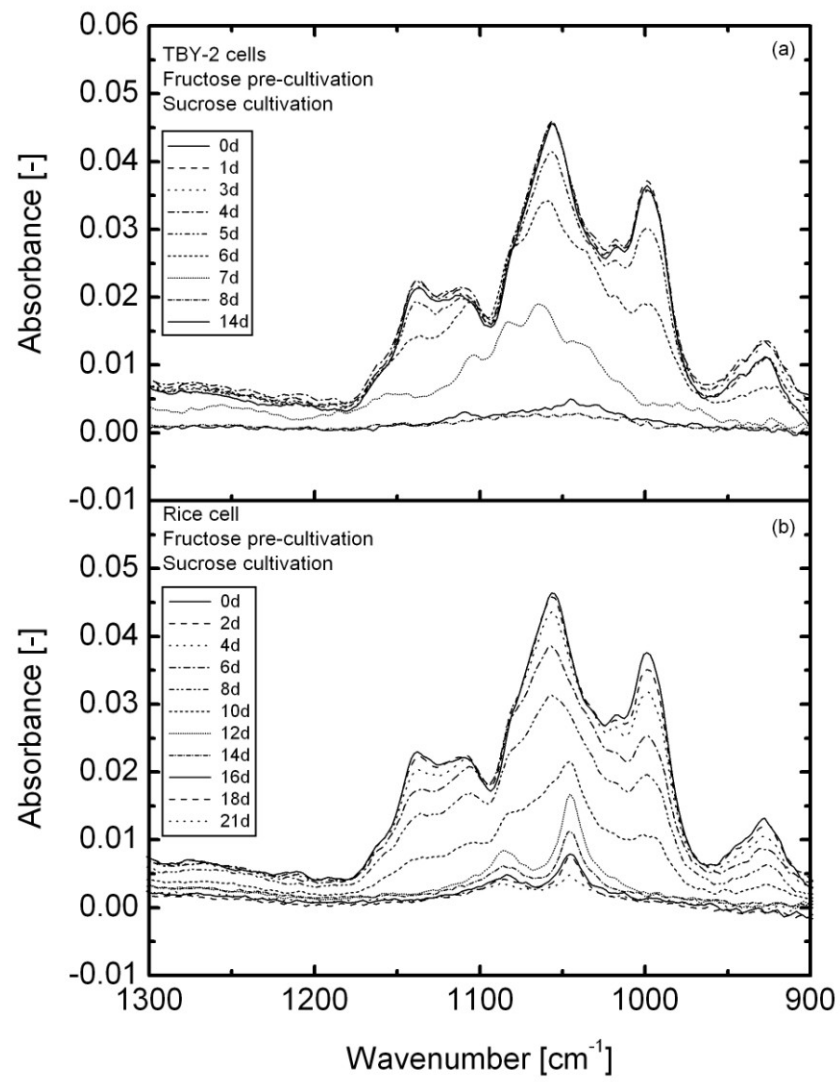 0.06
0.05
0.04
0.03
0.02
0.01
0.00
-0.01
Absorbance [-]
(a)
TBY-2 cells
Fructose pre-cultivation
Sucrose cultivation
0d
1d
3d
4d
5d
6d
7d
8d
14d
0.05
0.04
0.03
0.02
0.01
0.00
-0.01
Absorbance [-]
(b)
Rice cell
Fructose pre-cultivation
Sucrose cultivation
0d
2d
4d
6d
8d
10d
12d
14d
16d
18d
21d
1300 1200 1100 1000 900
Wavenumber [cm⁻¹]